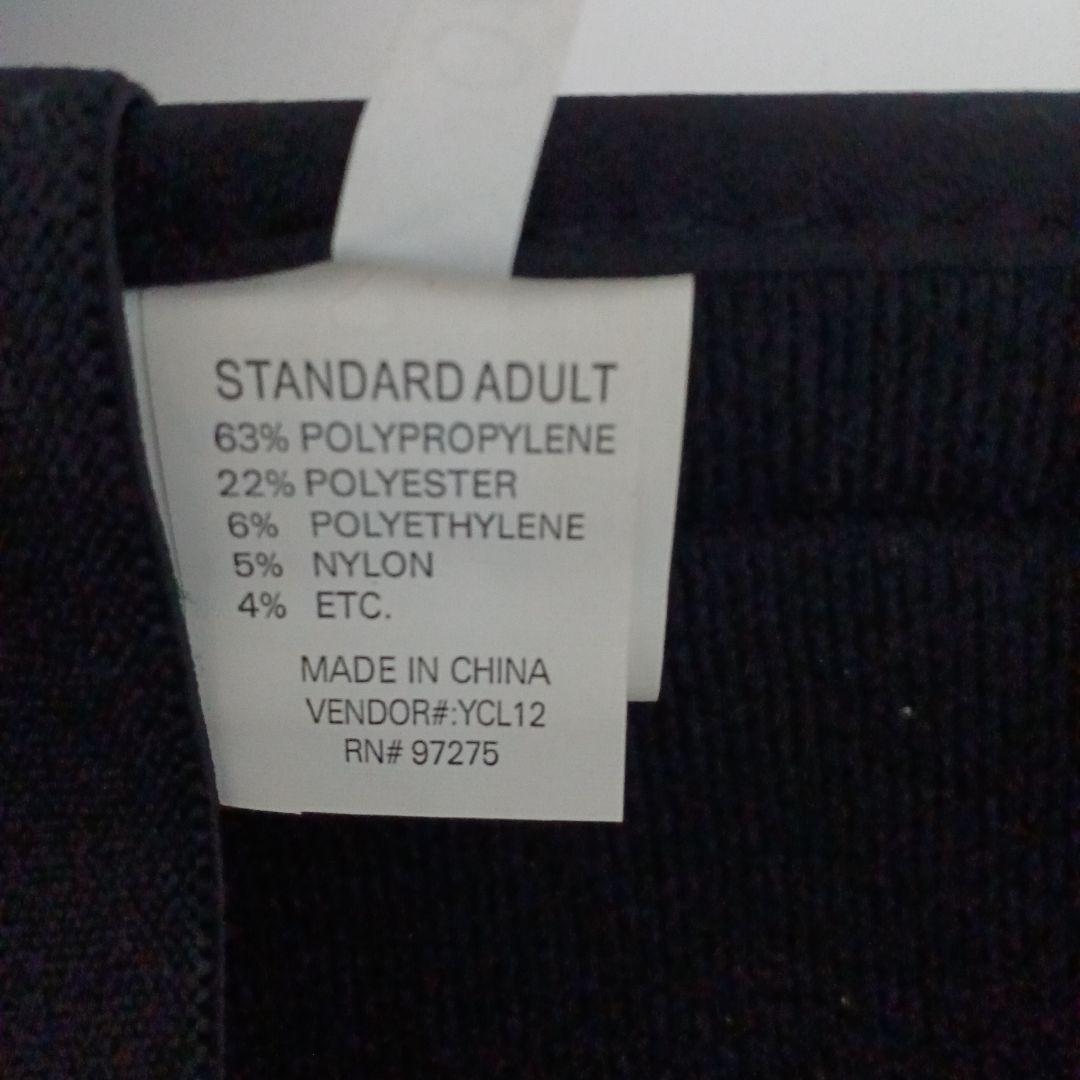 STANDARD ADULT
63% POLYPROPYLENE
22% POLYESTER
6% POLYETHYLENE
5% NYLON
4% ETC.
MADE IN CHINA
VENDOR#:YCL12
RN# 97275